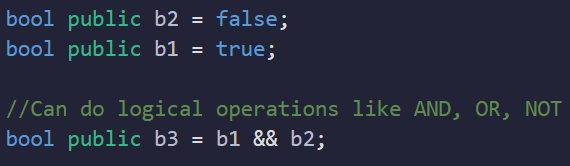 bool public b2 = false;
bool public b1 = true;
//Can do logical operations like AND, OR, NOT
bool public b3 = b1 && b2;